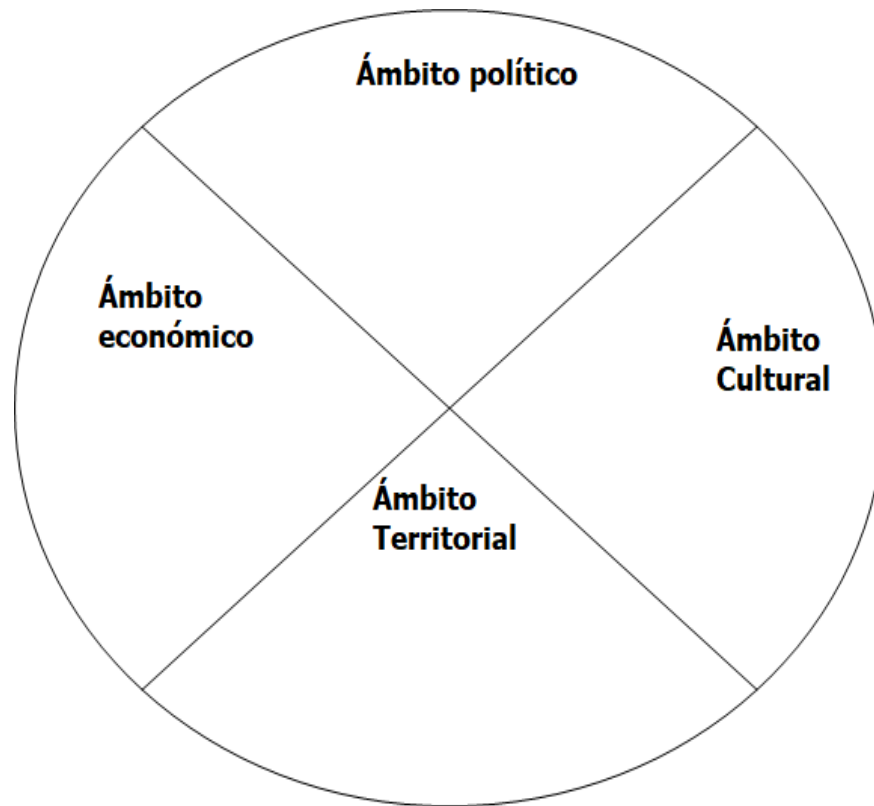 Ámbito político
Ámbito
económico
Ámbito
Cultural
Ámbito
Territorial